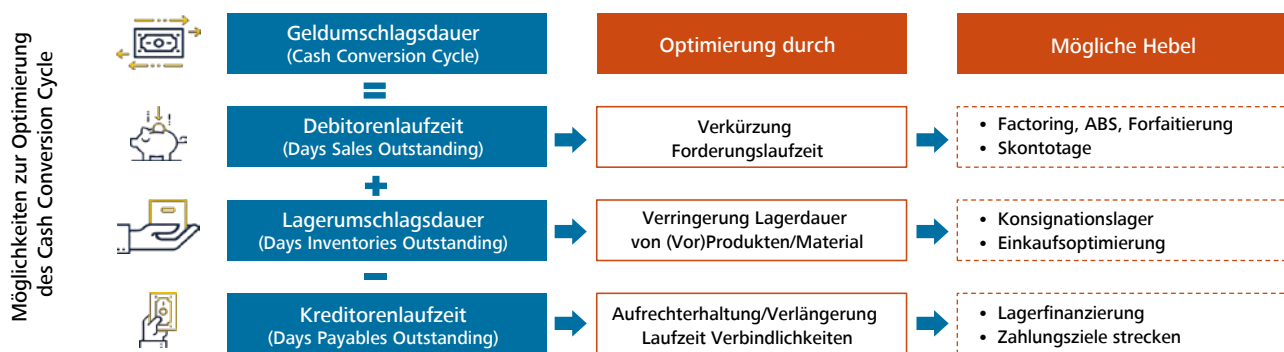 Möglichkeiten zur Optimierung
des Cash Conversion Cycle
Geldumschlagsdauer
(Cash Conversion Cycle)
Optimierung durch
Mögliche Hebel
=
Debitorenlaufzeit
(Days Sales Outstanding)
Verkürzung
Forderungslaufzeit
• Factoring, ABS, Forfaitierung
• Skontotage
+
Lagerumschlagsdauer
(Days Inventories Outstanding)
Verringerung Lagerdauer
von (Vor)Produkten/Material
• Konsignationslager
• Einkaufsoptimierung
–
Kreditorenlaufzeit
(Days Payables Outstanding)
Aufrechterhaltung/Verlängerung
Laufzeit Verbindlichkeiten
• Lagerfinanzierung
• Zahlungsziele strecken